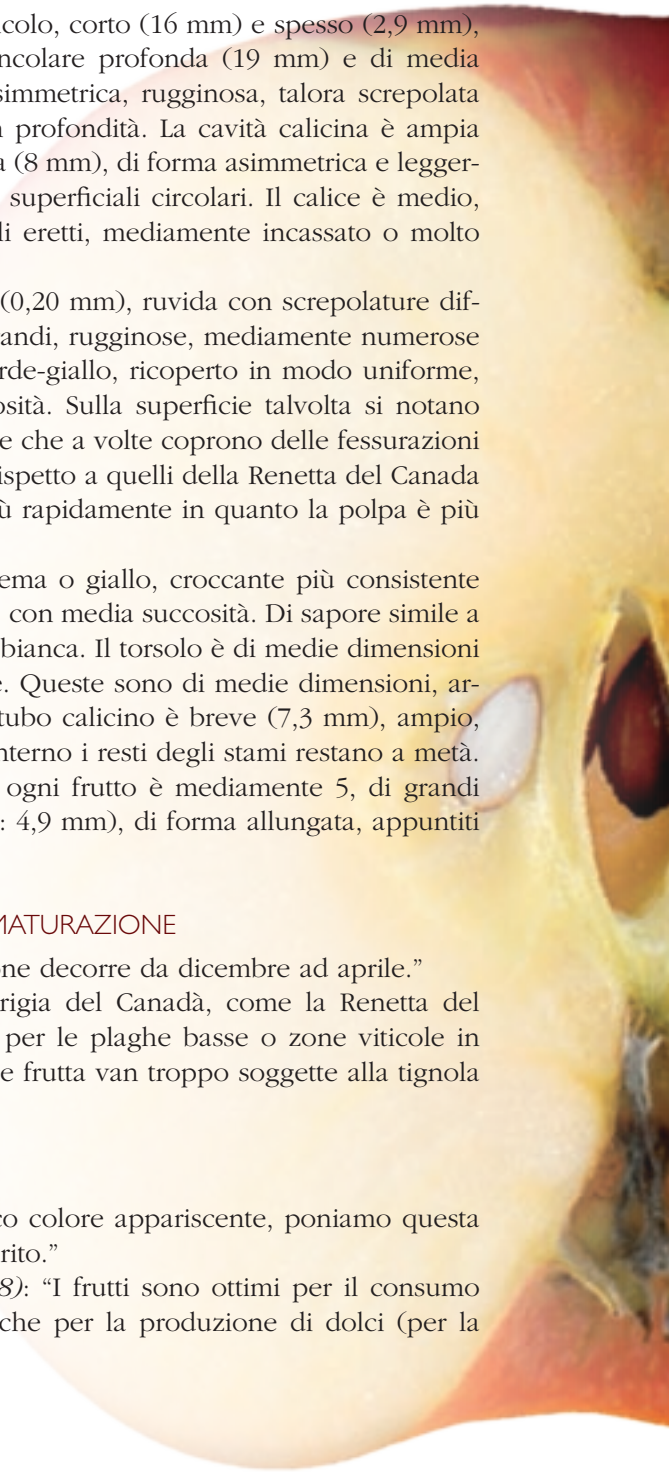 icolo, corto (16 mm) e spesso (2,9 mm),
ncolare profonda (19 mm) e di media
simmetrica, rugginosa, talora screpolata
profondità. La cavità calicina è ampia
a (8 mm), di forma asimmetrica e legger-
superficiali circolari. Il calice è medio,
li eretti, mediamente incassato o molto
(0,20 mm), ruvida con screpolature dif-
andi, rugginose, mediamente numerose
rde-giallo, ricoperto in modo uniforme,
osità. Sulla superficie talvolta si notano
e che a volte coprono delle fessurazioni
ispetto a quelli della Renetta del Canada
ù rapidamente in quanto la polpa è più
ema o giallo, croccante più consistente
con media succosità. Di sapore simile a
bianca. Il torsolo è di medie dimensioni
e. Queste sono di medie dimensioni, ar-
tubo calicino è breve (7,3 mm), ampio,
nterno i resti degli stami restano a metà.
ogni frutto è mediamente 5, di grandi
: 4,9 mm), di forma allungata, appuntiti
MATURAZIONE
one decorre da dicembre ad aprile.”
rigia del Canadà, come la Renetta del
per le plaghe basse o zone viticole in
e frutta van troppo soggette alla tignola
co colore appariscente, poniamo questa
rito.”
8): “I frutti sono ottimi per il consumo
che per la produzione di dolci (per la